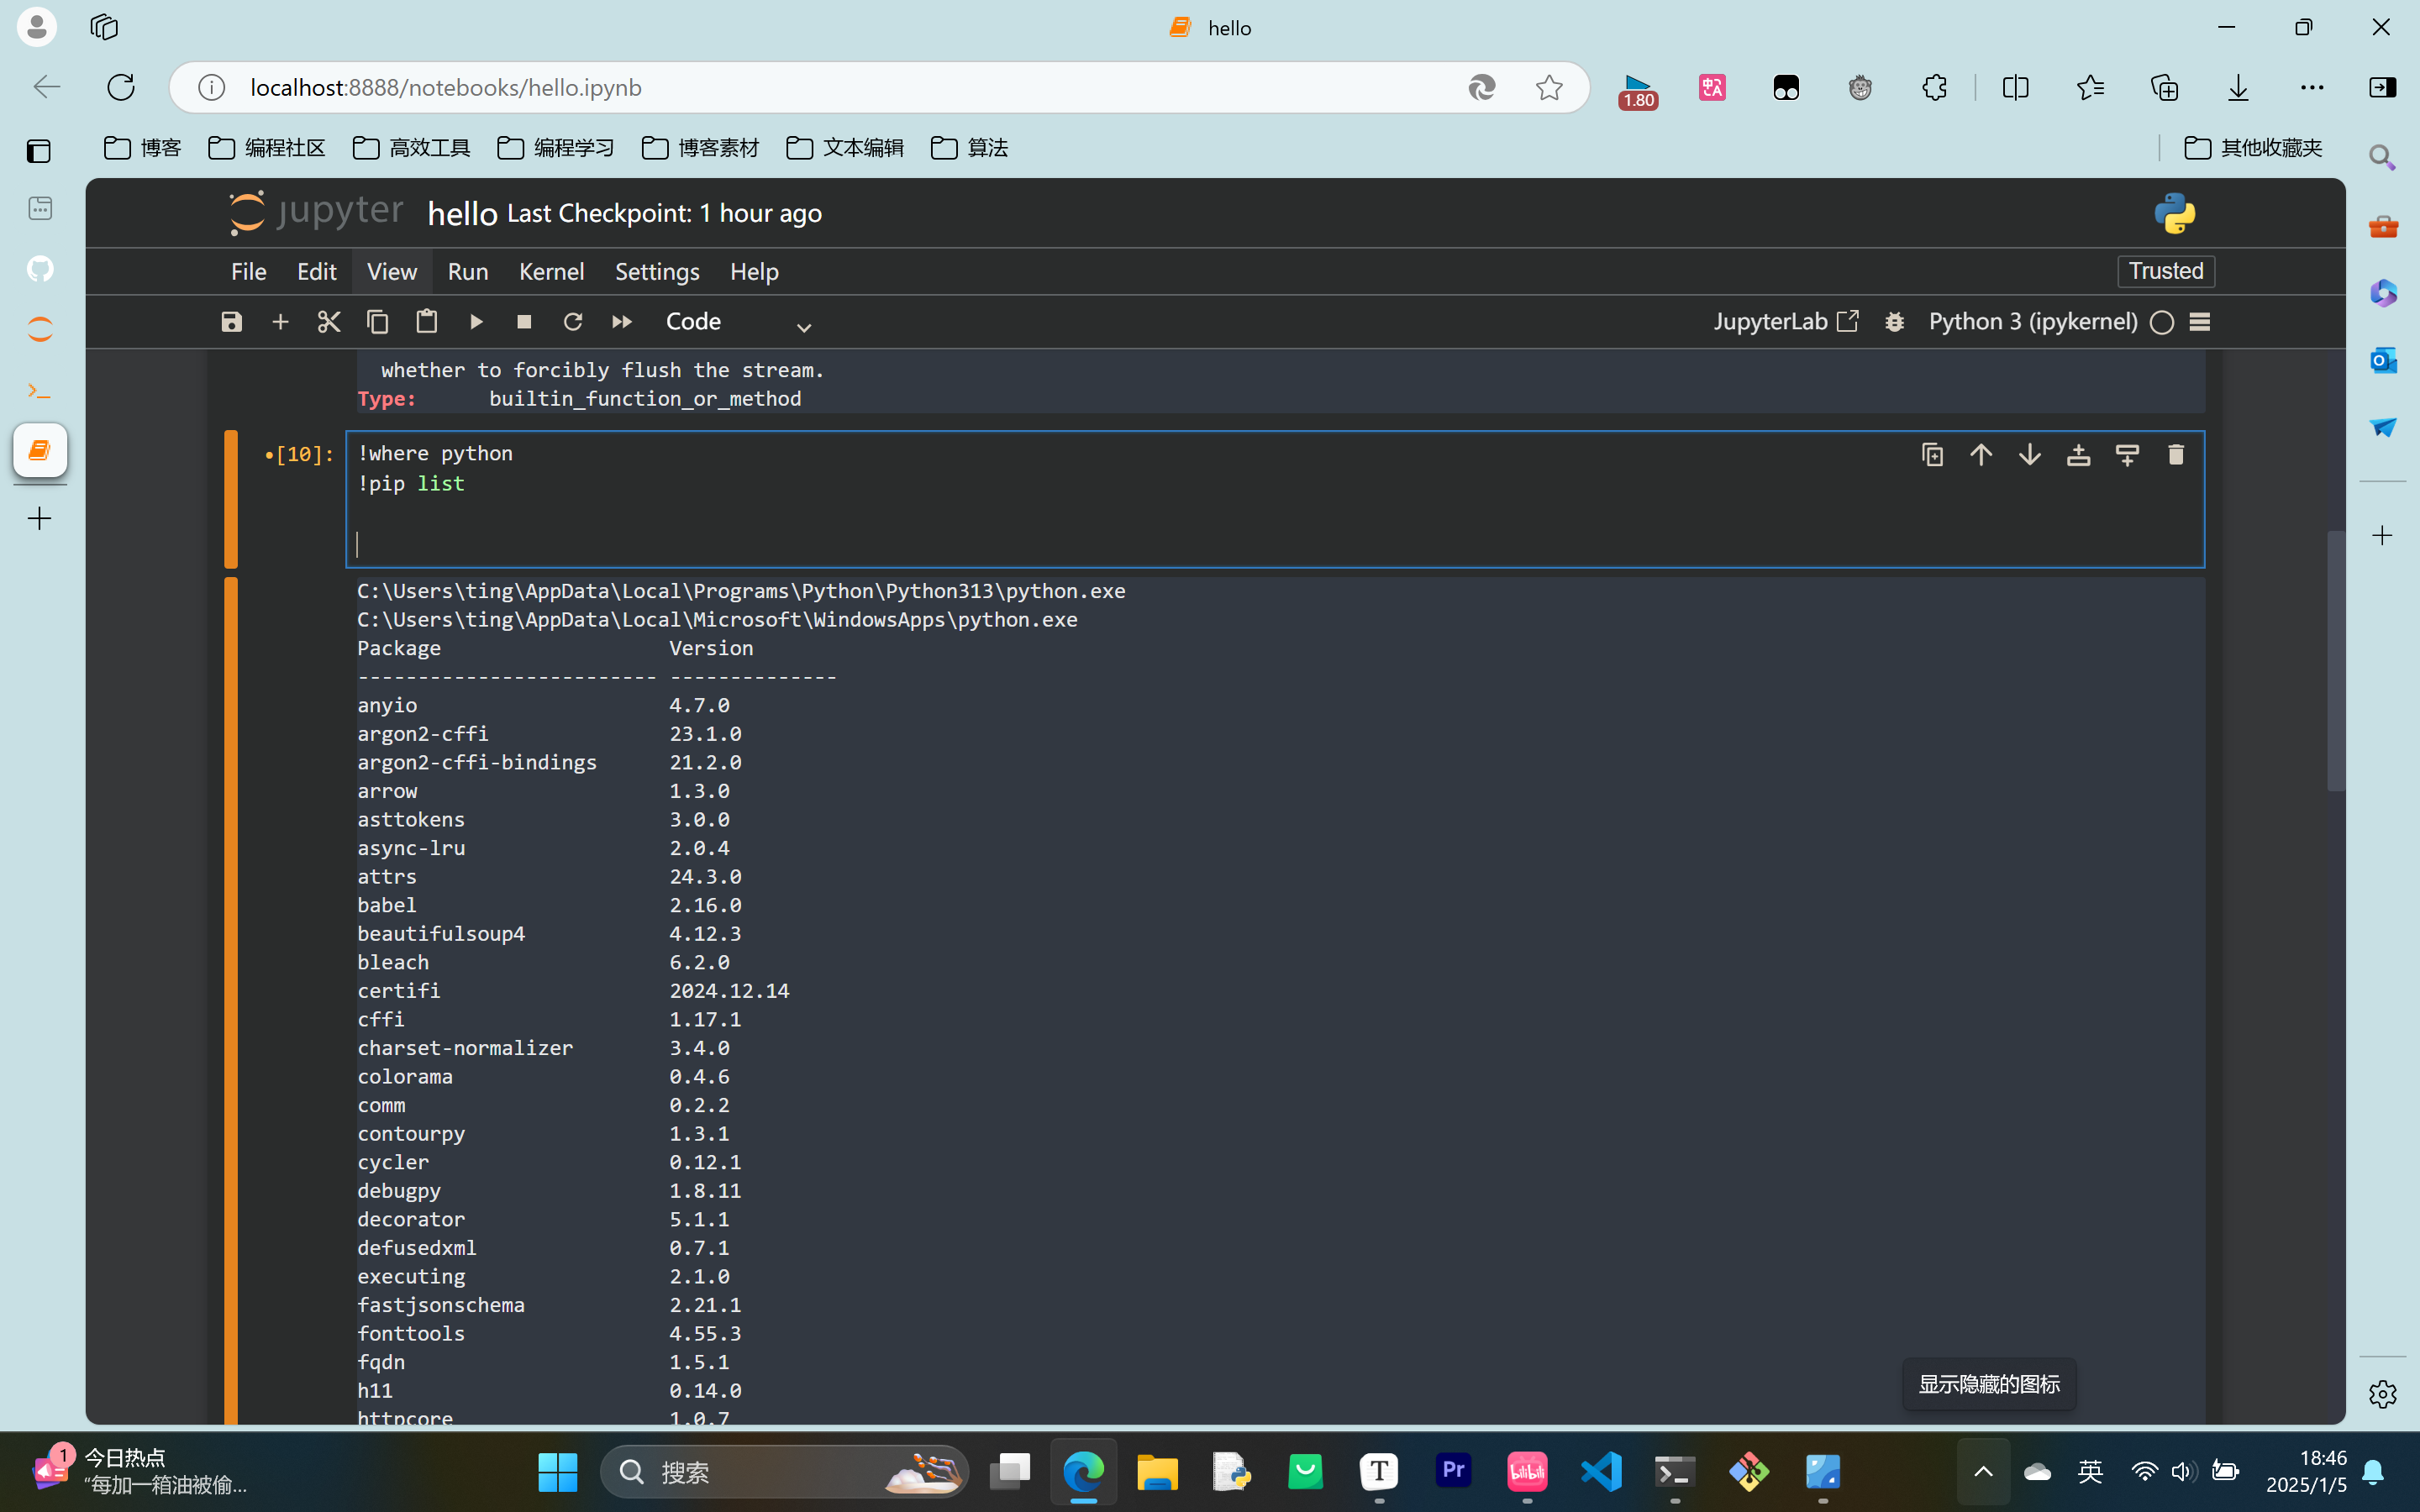 hello
localhost:8888/notebooks/hello.ipynb
1.80
博客
编程社区
高效工具
编程学习
博客素材
文本编辑
算法
其他收藏夹
jupyter hello Last Checkpoint: 1 hour ago
File Edit View Run Kernel Settings Help
Trusted
Code
JupyterLab
Python 3 (ipykernel)
whether to forcibly flush the stream.
Type: builtin_function_or_method
•[10]: !where python
!pip list
C:\Users\ting\AppData\Local\Programs\Python\Python313\python.exe
C:\Users\ting\AppData\Local\Microsoft\WindowsApps\python.exe
Package Version
------------------------- --------------
anyio 4.7.0
argon2-cffi 23.1.0
argon2-cffi-bindings 21.2.0
arrow 1.3.0
asttokens 3.0.0
async-lru 2.0.4
attrs 24.3.0
babel 2.16.0
beautifulsoup4 4.12.3
bleach 6.2.0
certifi 2024.12.14
cffi 1.17.1
charset-normalizer 3.4.0
colorama 0.4.6
comm 0.2.2
contourpy 1.3.1
cycler 0.12.1
debugpy 1.8.11
decorator 5.1.1
defusedxml 0.7.1
executing 2.1.0
fastjsonschema 2.21.1
fonttools 4.55.3
fqdn 1.5.1
h11 0.14.0
httpcore 1.0.7
显示隐藏的图标
1
今日热点
“每加一箱油被偷...
搜索
T
Pr
bilibili
英
18:46
2025/1/5